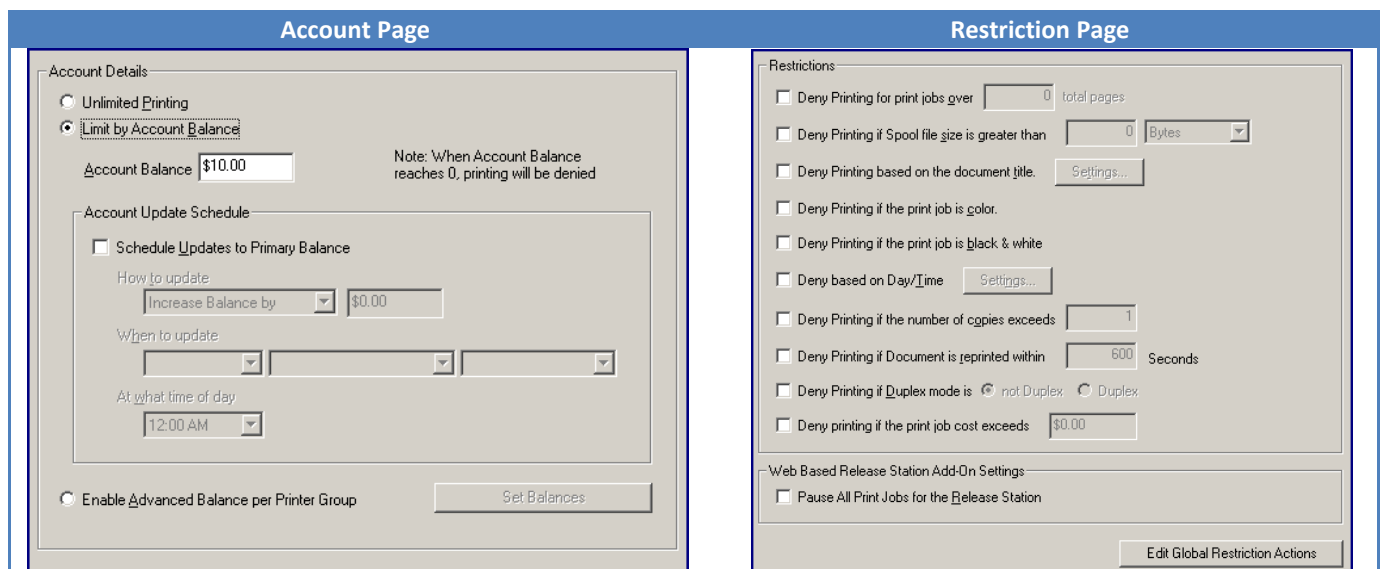 Account Page
Account Details
Unlimited Printing
Limit by Account Balance
Account Balance $10.00
Note: When Account Balance
reaches 0, printing will be denied
Account Update Schedule
Schedule Updates to Primary Balance
How to update
Increase Balance by $0.00
When to update
At what time of day
12:00 AM
Enable Advanced Balance per Printer Group Set Balances
Restriction Page
Restrictions
Deny Printing for print jobs over 0 total pages
Deny Printing if Spool file size is greater than 0 Bytes
Deny Printing based on the document title. Settings...
Deny Printing if the print job is color.
Deny Printing if the print job is black & white
Deny based on Day/Time Settings...
Deny Printing if the number of copies exceeds 1
Deny Printing if Document is reprinted within 600 Seconds
Deny Printing if Duplex mode is not Duplex Duplex
Deny printing if the print job cost exceeds $0.00
Web Based Release Station Add-On Settings
Pause All Print Jobs for the Release Station
Edit Global Restriction Actions